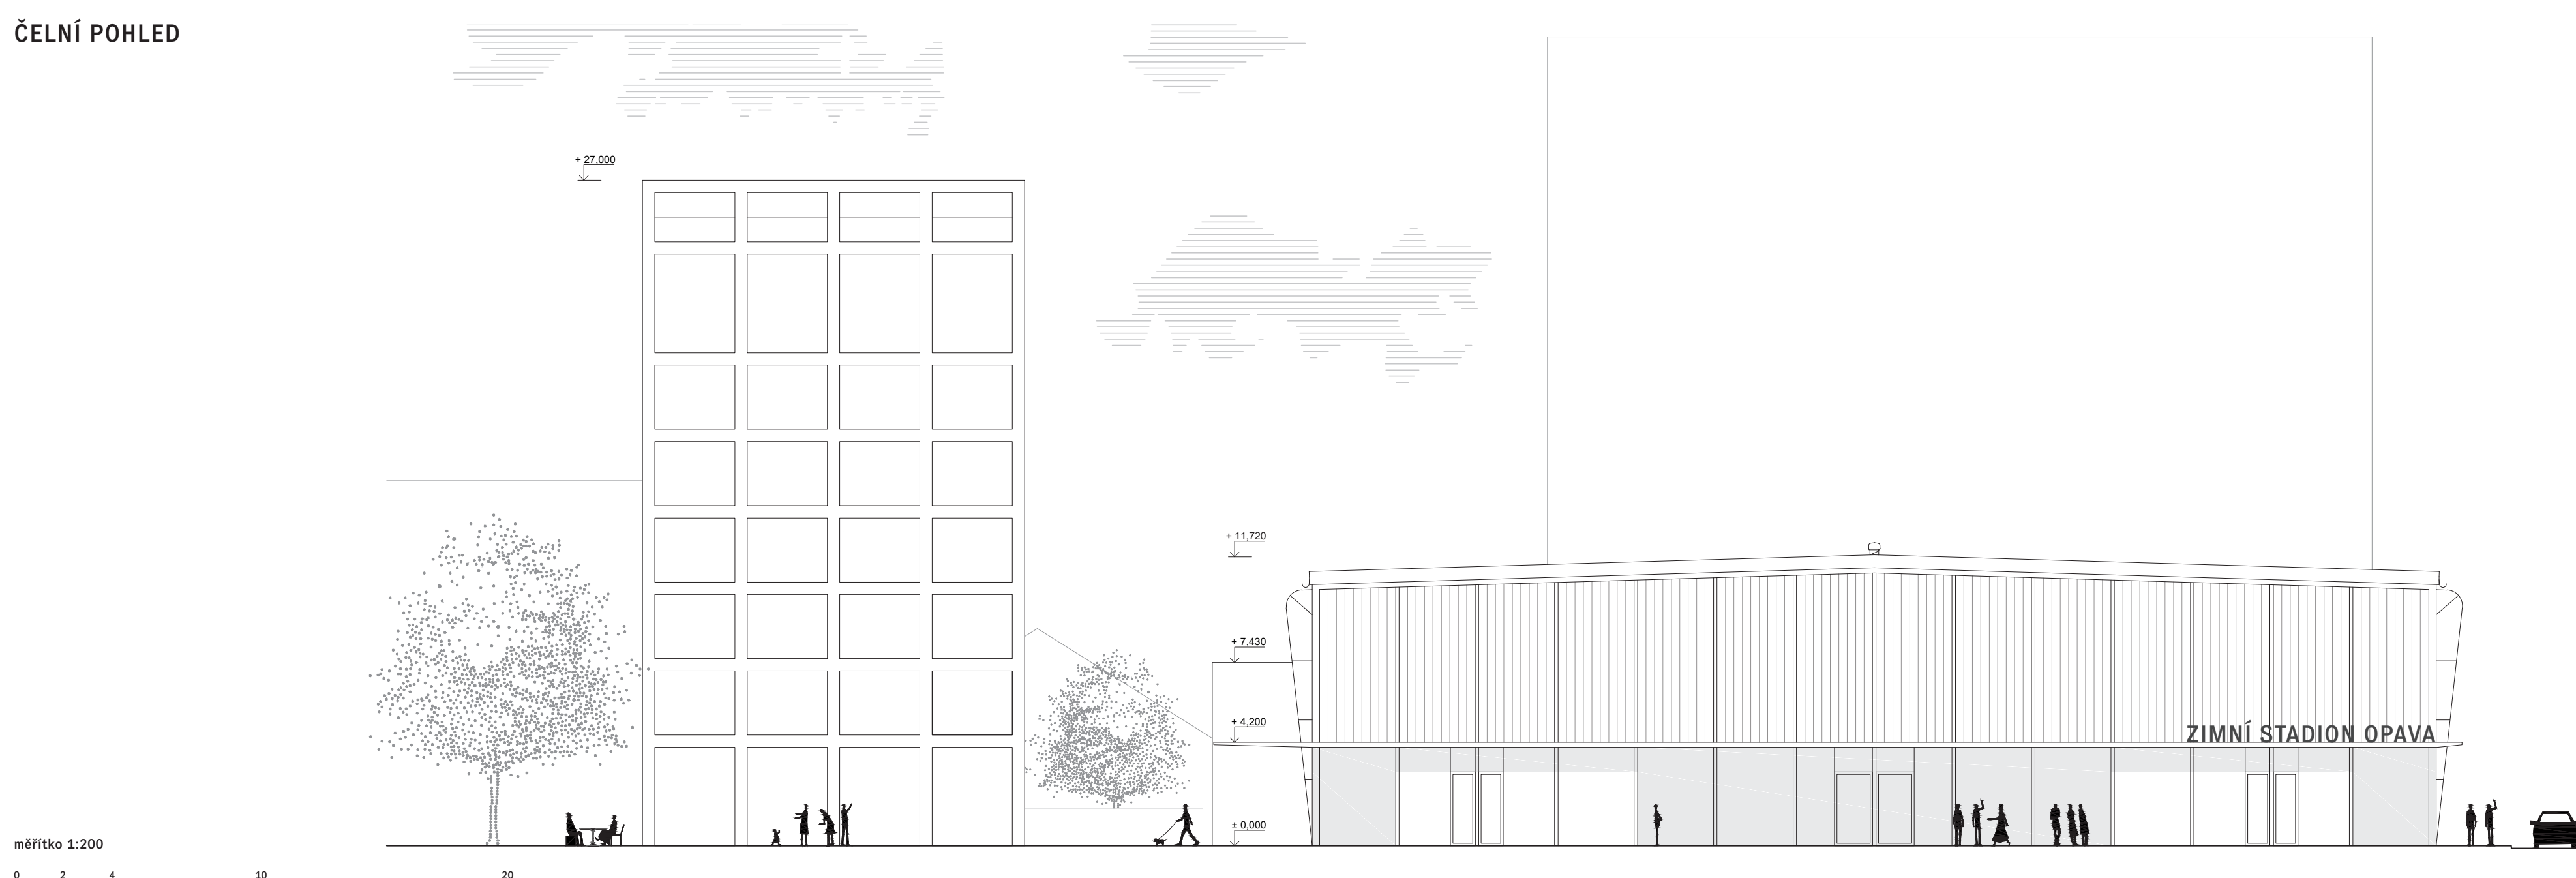 ČELNÍ POHLED
+ 27,000
+ 11,720
+ 7,430
+ 4,200
ZIMNÍ STADION OPAVA
± 0,000
měřítko 1:200
0 2 4 10 20